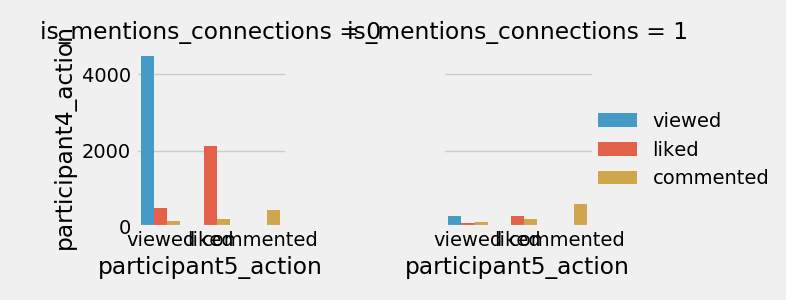 is_mentions_connections = 0
is_mentions_connections = 1
participant4_action
4000
2000
0
viewed
liked
commented
viewed
liked
commented
participant5_action
participant5_action
viewed
liked
commented